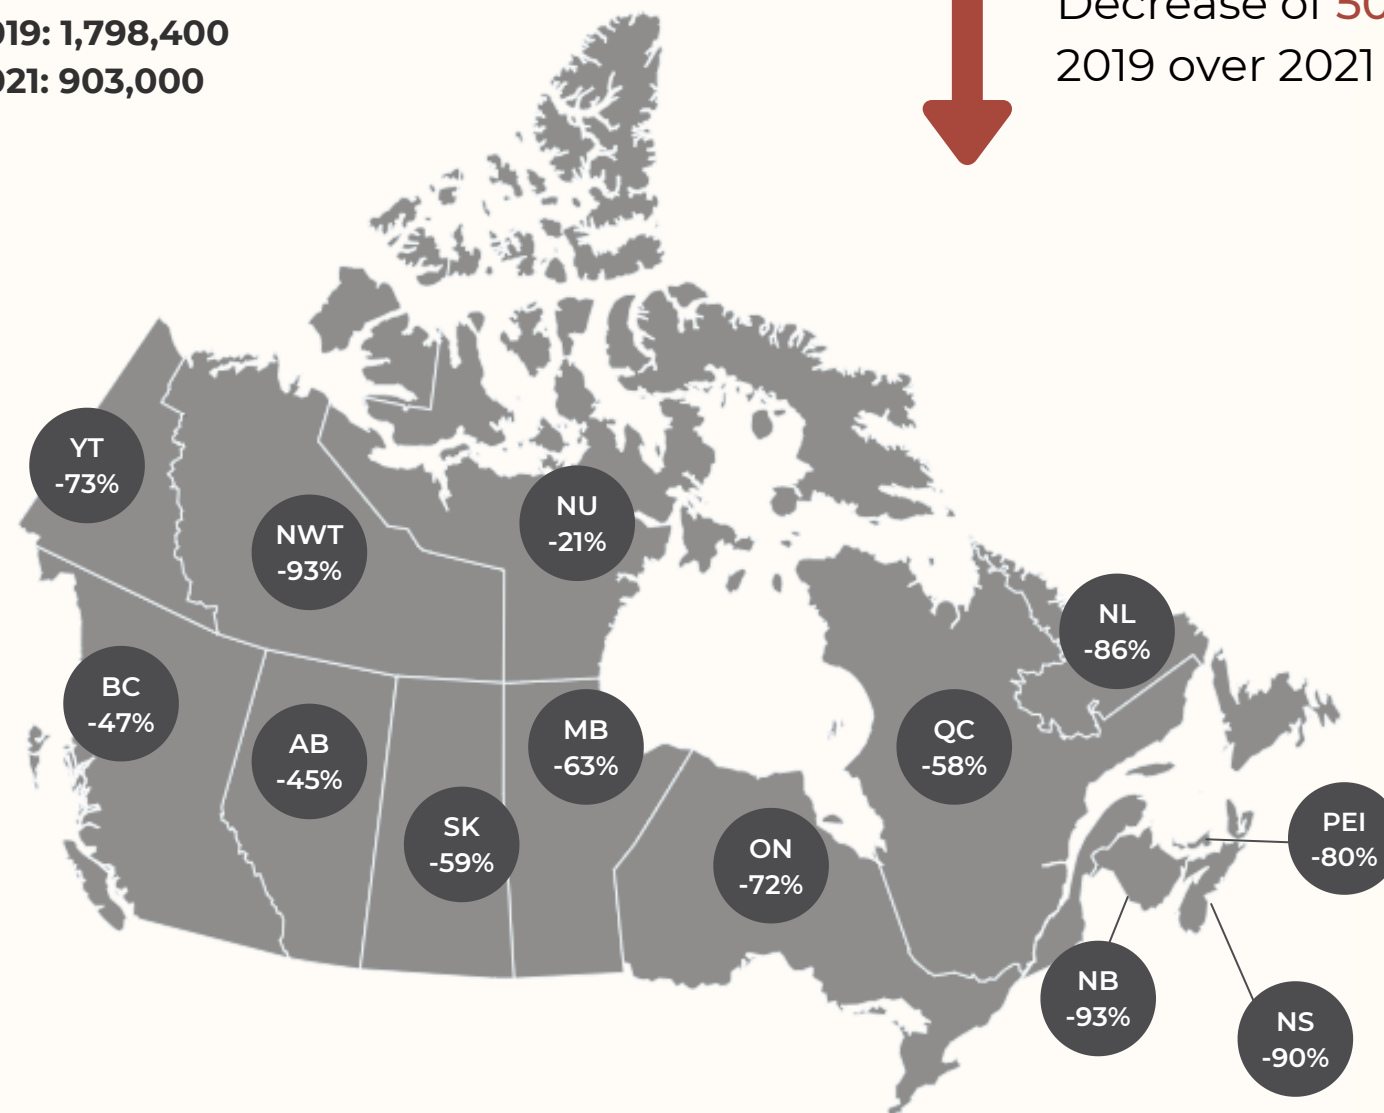 019: 1,798,400
021: 903,000
Decrease of 50
2019 over 2021
YT
-73%
NWT
-93%
NU
-21%
NL
-86%
BC
-47%
AB
-45%
MB
-63%
QC
-58%
SK
-59%
ON
-72%
PEI
-80%
NB
-93%
NS
-90%